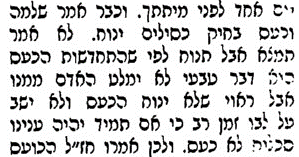 יום אחד לפני מיתתך. וכבר אמר שלמה
וכעס בחיק כסילים ינוח. לא אמר
תמלא אבל תנוח לפי שהתחדשות הכעס
היא דבר טבעי לא ימלט האדם ממנו
אבל ראוי שלא ינוח הכעס ולא ישב
על לבו זמן רב כי אם תמיד יהיה ענינו
סכלות לא כעס. ולכן אמרו חז״ל הכועס